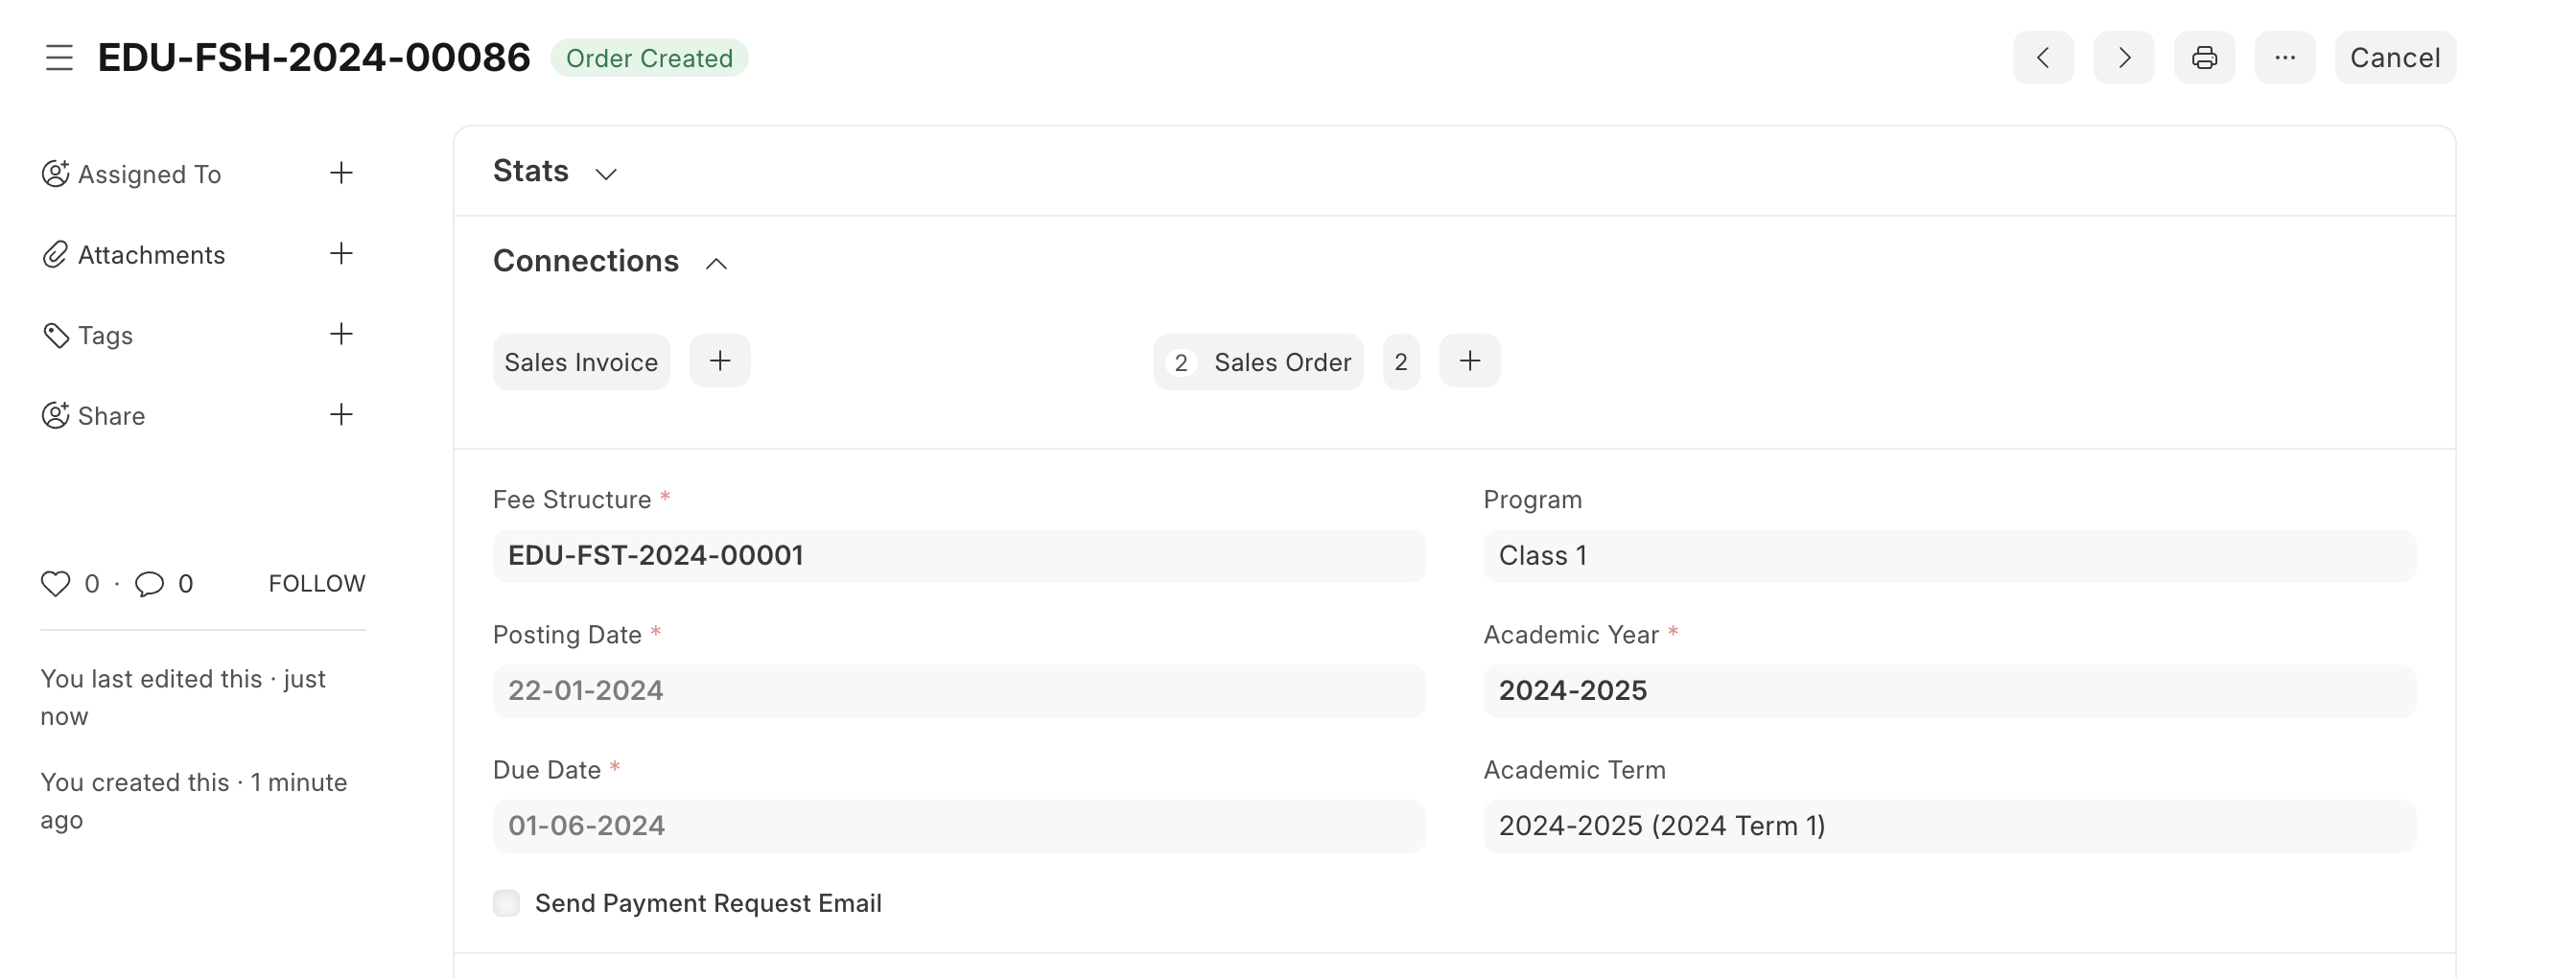 EDU-FSH-2024-00086 Order Created Cancel
Assigned To
Attachments
Tags
Share
0 · 0 FOLLOW
You last edited this · just
now
You created this · 1 minute
ago
Stats
Connections
Sales Invoice 2 Sales Order 2
Fee Structure *
EDU-FST-2024-00001
Program
Class 1
Posting Date *
22-01-2024
Academic Year *
2024-2025
Due Date *
01-06-2024
Academic Term
2024-2025 (2024 Term 1)
Send Payment Request Email